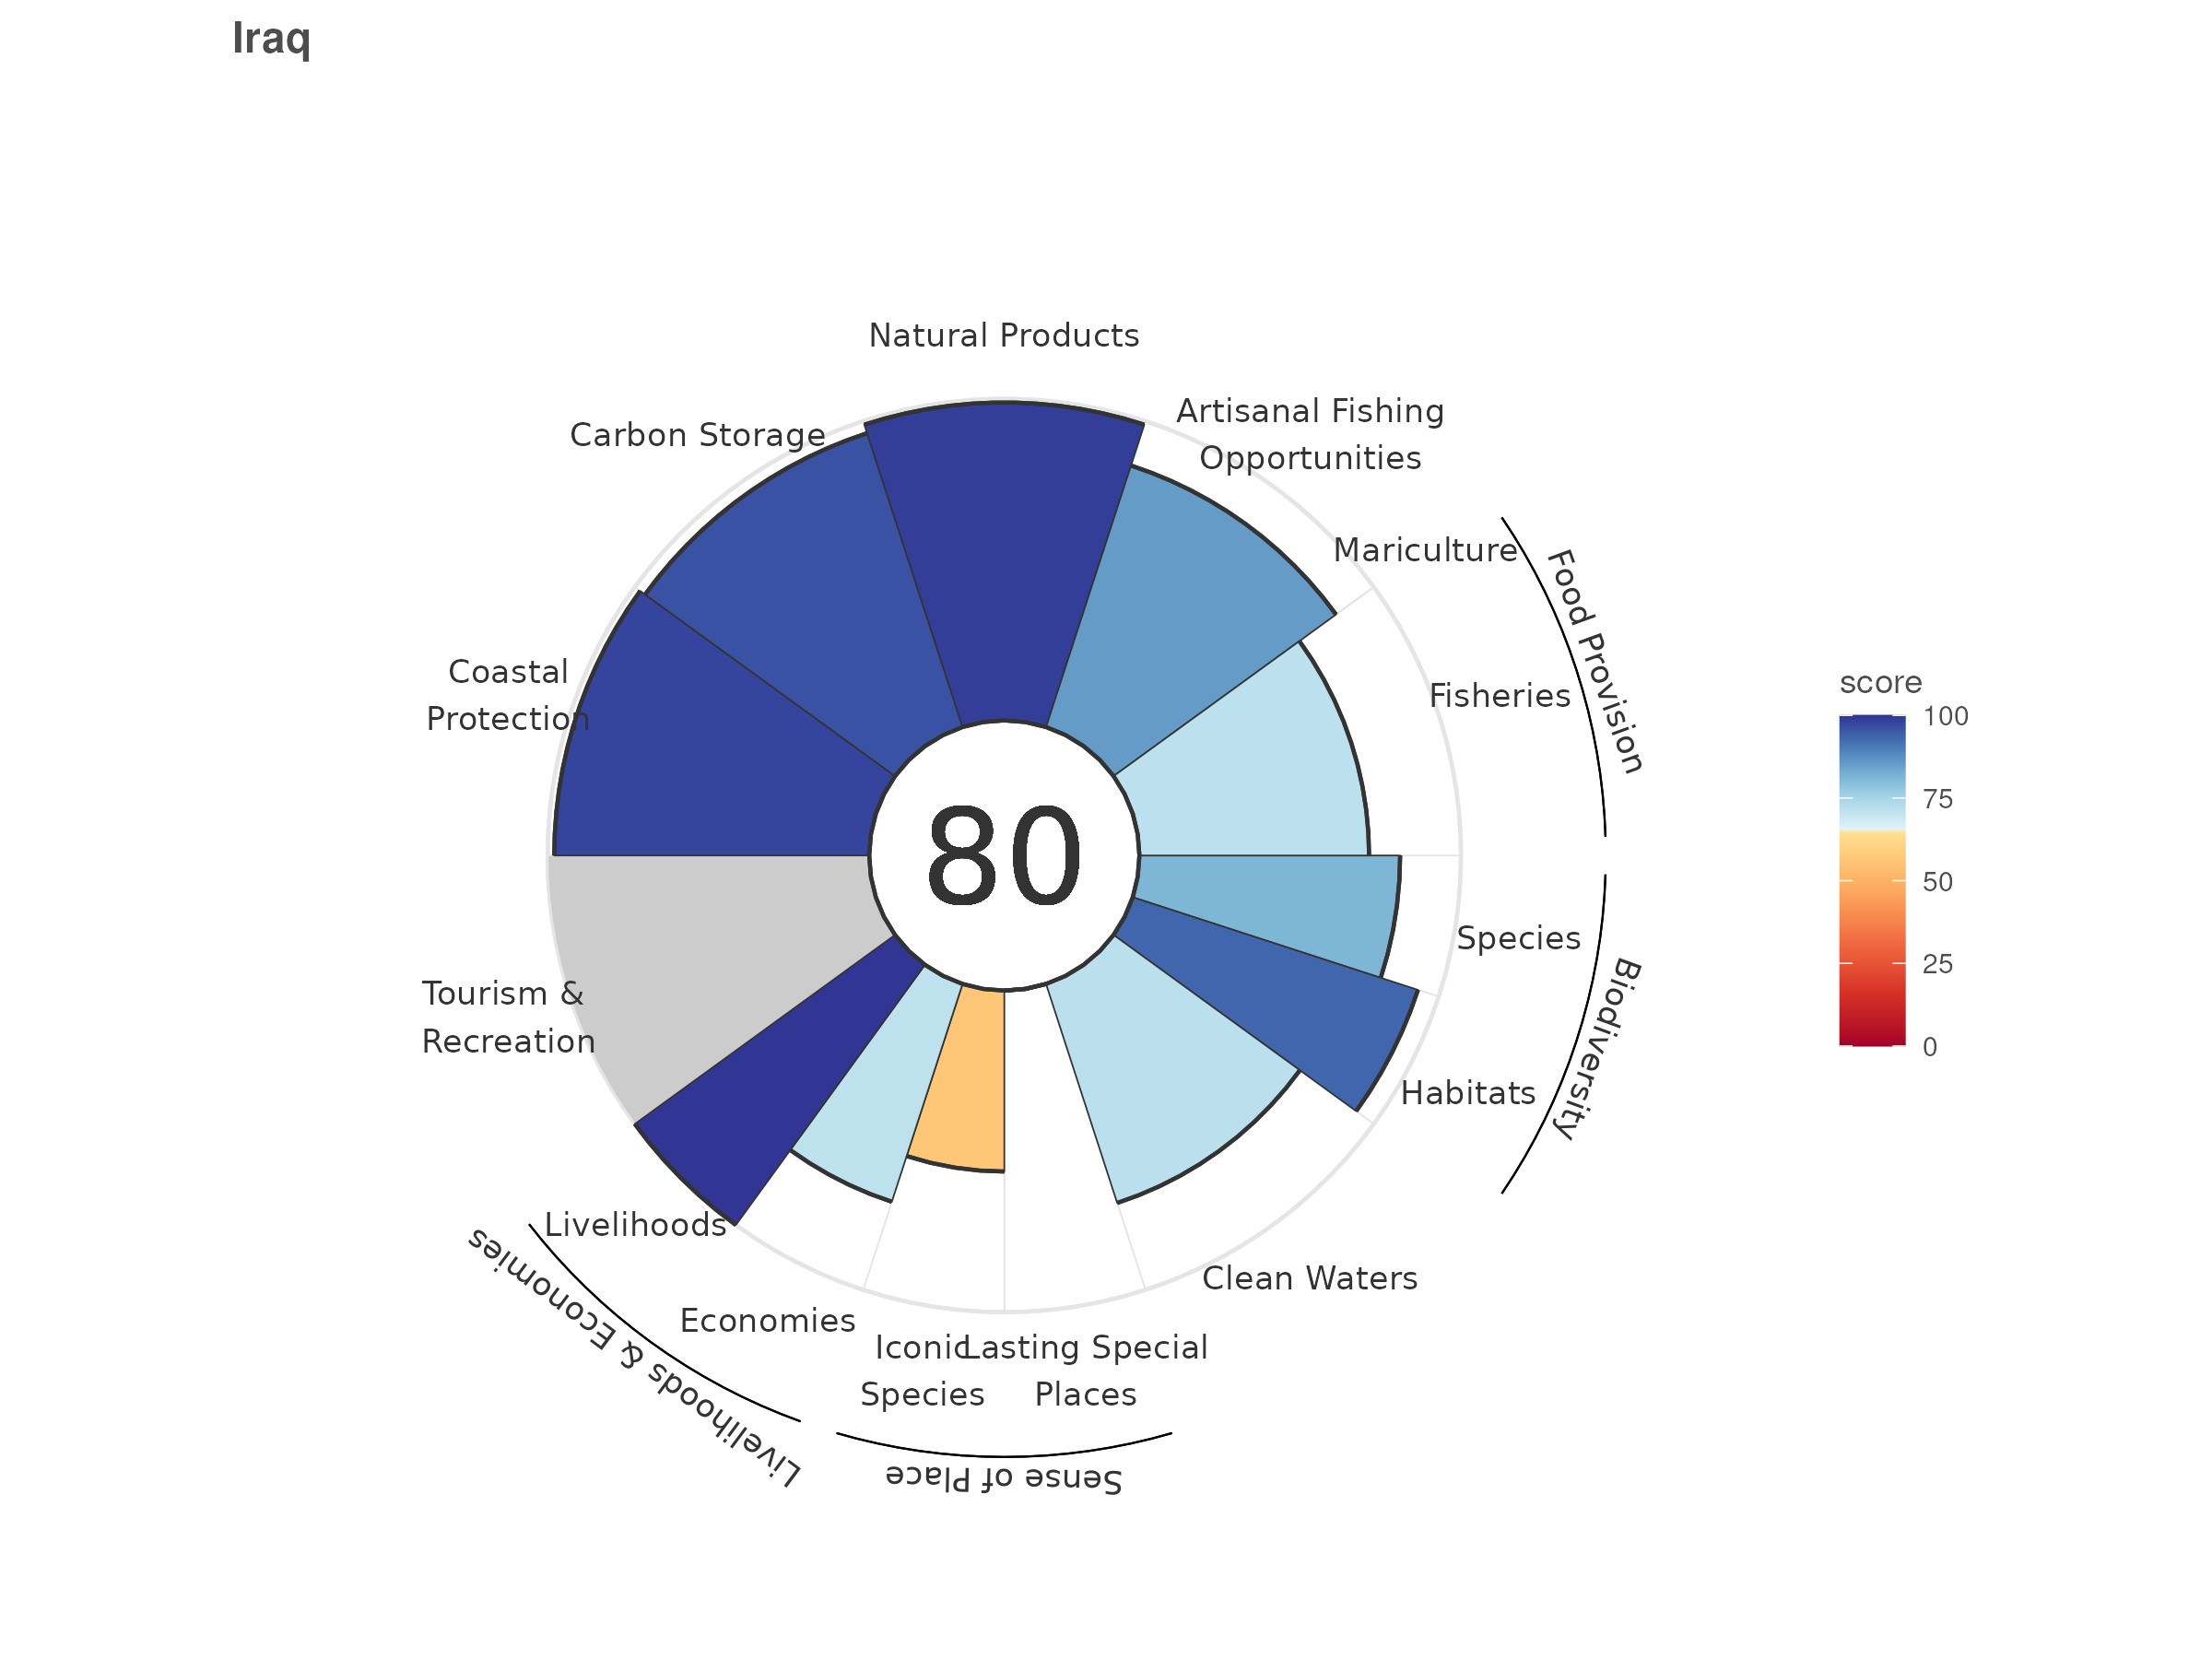 Iraq
Natural Products
Artisanal Fishing
Opportunities
Carbon Storage
Mariculture
Food Provision
Fisheries
Coastal
Protection
score
100
75
50
25
0
80
Species
Biodiversity
Habitats
Tourism &
Recreation
Livelihoods
Livelihoods & Economies
Clean Waters
Economies
Iconic
Species
Lasting Special
Places
Sense of Place